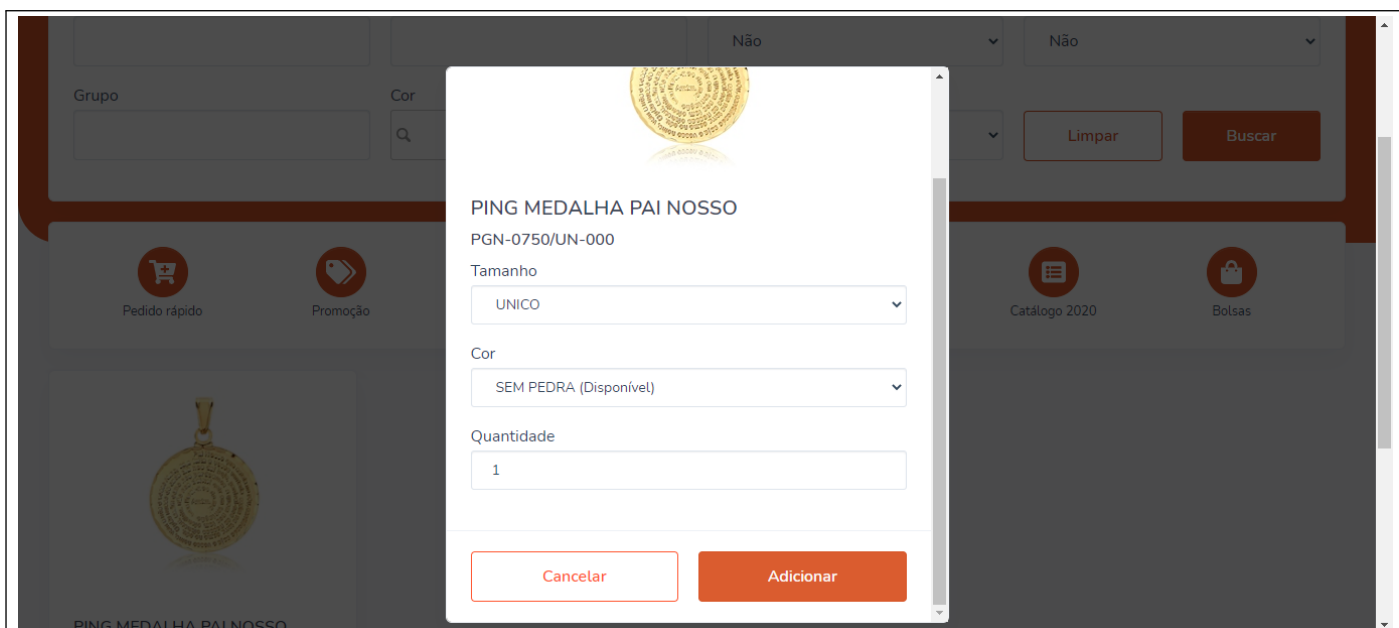 Não
Não
Grupo
Cor
Limpar
Buscar
PING MEDALHA PAI NOSSO
PGN-0750/UN-000
Tamanho
UNICO
Cor
SEM PEDRA (Disponível)
Quantidade
1
Cancelar
Adicionar
Pedido rápido
Promoção
Catálogo 2020
Bolsas
PING MEDALHA PAI NOSSO